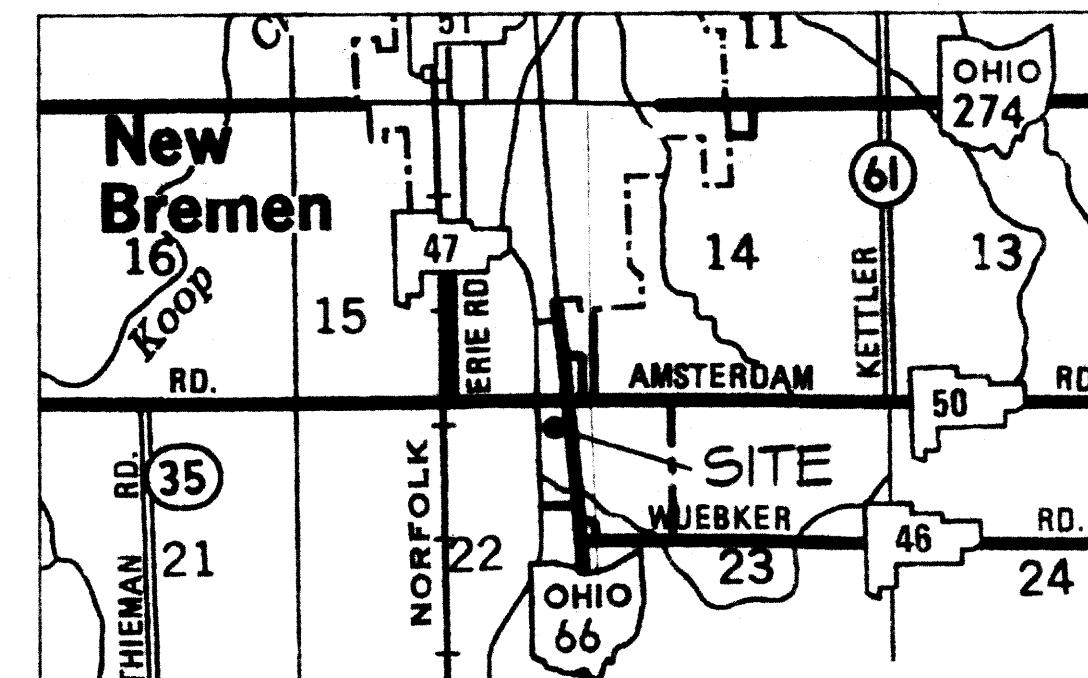 11
OHIO
274
New
Bremen
61
16
47
14
13
Koop
15
ERIE RD
KETTLER
RD.
AMSTERDAM
50
RD
SITE
RD.
35
NORFOLK
WUEBKER
RD.
46
21
22
23
24
THIEMAN
OHIO
66